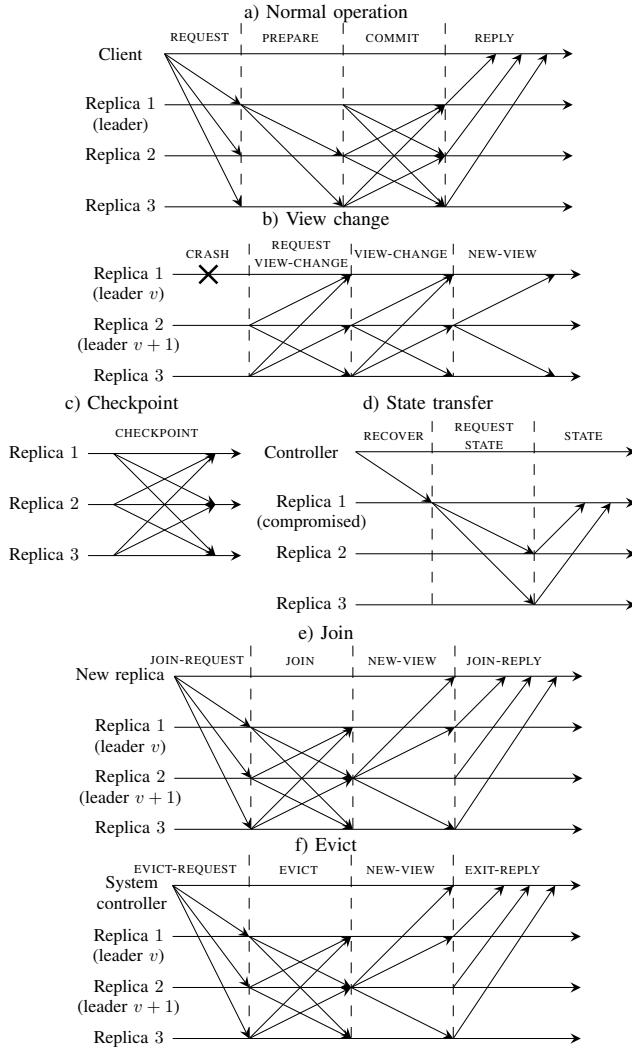 a) Normal operation
REQUEST PREPARE COMMIT REPLY
Client
Replica 1
(leader)
Replica 2
Replica 3
b) View change
CRASH REQUEST VIEW-CHANGE VIEW-CHANGE NEW-VIEW
Replica 1
(leader v)
Replica 2
(leader v + 1)
Replica 3
c) Checkpoint
CHECKPOINT
Replica 1
Replica 2
Replica 3
d) State transfer
RECOVER REQUEST STATE STATE
Controller
Replica 1
(compromised)
Replica 2
Replica 3
e) Join
JOIN-REQUEST JOIN NEW-VIEW JOIN-REPLY
New replica
Replica 1
(leader v)
Replica 2
(leader v + 1)
Replica 3
f) Evict
EVICT-REQUEST EVICT NEW-VIEW EXIT-REPLY
System
controller
Replica 1
(leader v)
Replica 2
(leader v + 1)
Replica 3